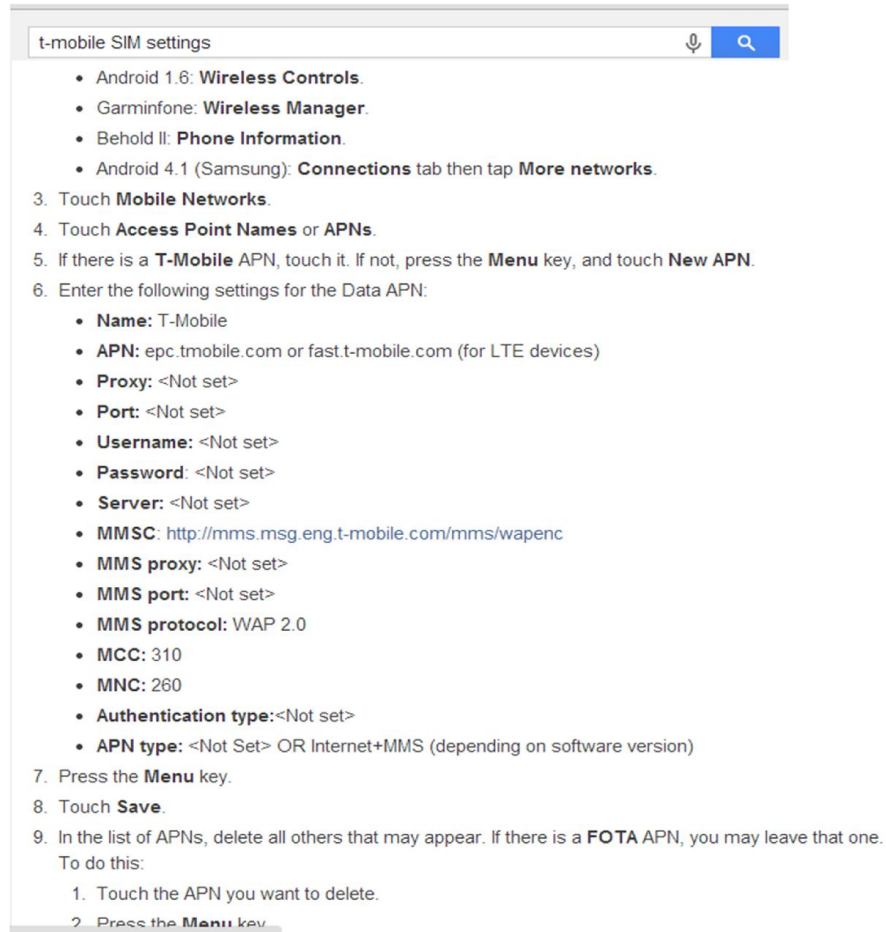 t-mobile SIM settings
• Android 1.6: Wireless Controls.
• Garminfone: Wireless Manager.
• Behold II: Phone Information.
• Android 4.1 (Samsung): Connections tab then tap More networks.
3. Touch Mobile Networks.
4. Touch Access Point Names or APNs.
5. If there is a T-Mobile APN, touch it. If not, press the Menu key, and touch New APN.
6. Enter the following settings for the Data APN:
• Name: T-Mobile
• APN: epc.tmobile.com or fast.t-mobile.com (for LTE devices)
• Proxy: <Not set>
• Port: <Not set>
• Username: <Not set>
• Password: <Not set>
• Server: <Not set>
• MMSC: http://mms.msg.eng.t-mobile.com/mms/wapenc
• MMS proxy: <Not set>
• MMS port: <Not set>
• MMS protocol: WAP 2.0
• MCC: 310
• MNC: 260
• Authentication type:<Not set>
• APN type: <Not Set> OR Internet+MMS (depending on software version)
7. Press the Menu key.
8. Touch Save.
9. In the list of APNs, delete all others that may appear. If there is a FOTA APN, you may leave that one.
To do this:
1. Touch the APN you want to delete.
2. Press the Menu key